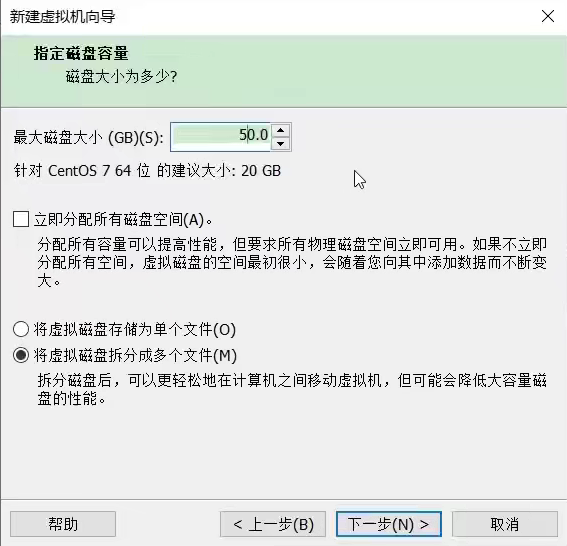 新建虚拟机向导
指定磁盘容量
磁盘大小为多少?
最大磁盘大小 (GB)(S): 50.0
针对 CentOS 7 64 位 的建议大小: 20 GB
立即分配所有磁盘空间(A)。
分配所有容量可以提高性能，但要求所有物理磁盘空间立即可用。如果不立即
分配所有空间，虚拟磁盘的空间最初很小，会随着您向其中添加数据而不断变
大。
将虚拟磁盘存储为单个文件(O)
将虚拟磁盘拆分成多个文件(M)
拆分磁盘后，可以更轻松地在计算机之间移动虚拟机，但可能会降低大容量磁
盘的性能。
帮助 < 上一步(B) 下一步(N) > 取消